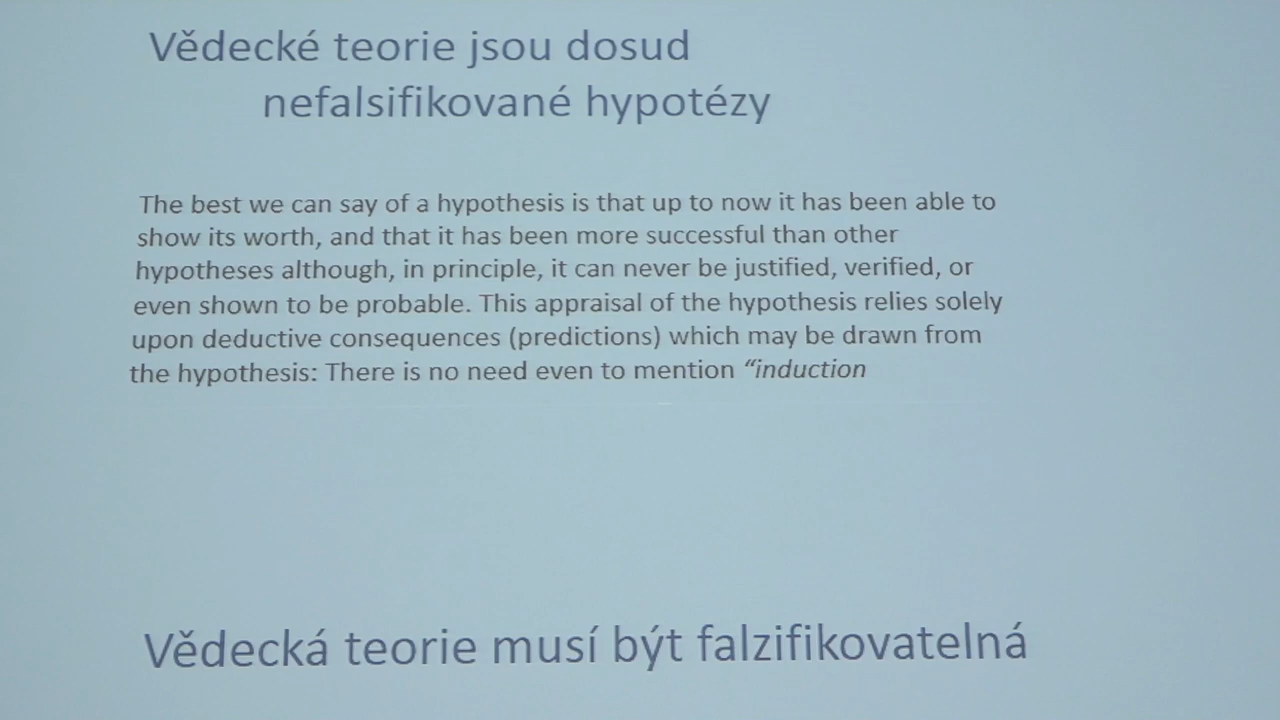 Vědecké teorie jsou dosud
nefalsifikované hypotézy
The best we can say of a hypothesis is that up to now it has been able to
show its worth, and that it has been more successful than other
hypotheses although, in principle, it can never be justified, verified, or
even shown to be probable. This appraisal of the hypothesis relies solely
upon deductive consequences (predictions) which may be drawn from
the hypothesis: There is no need even to mention “induction
Vědecká teorie musí být falzifikovatelná